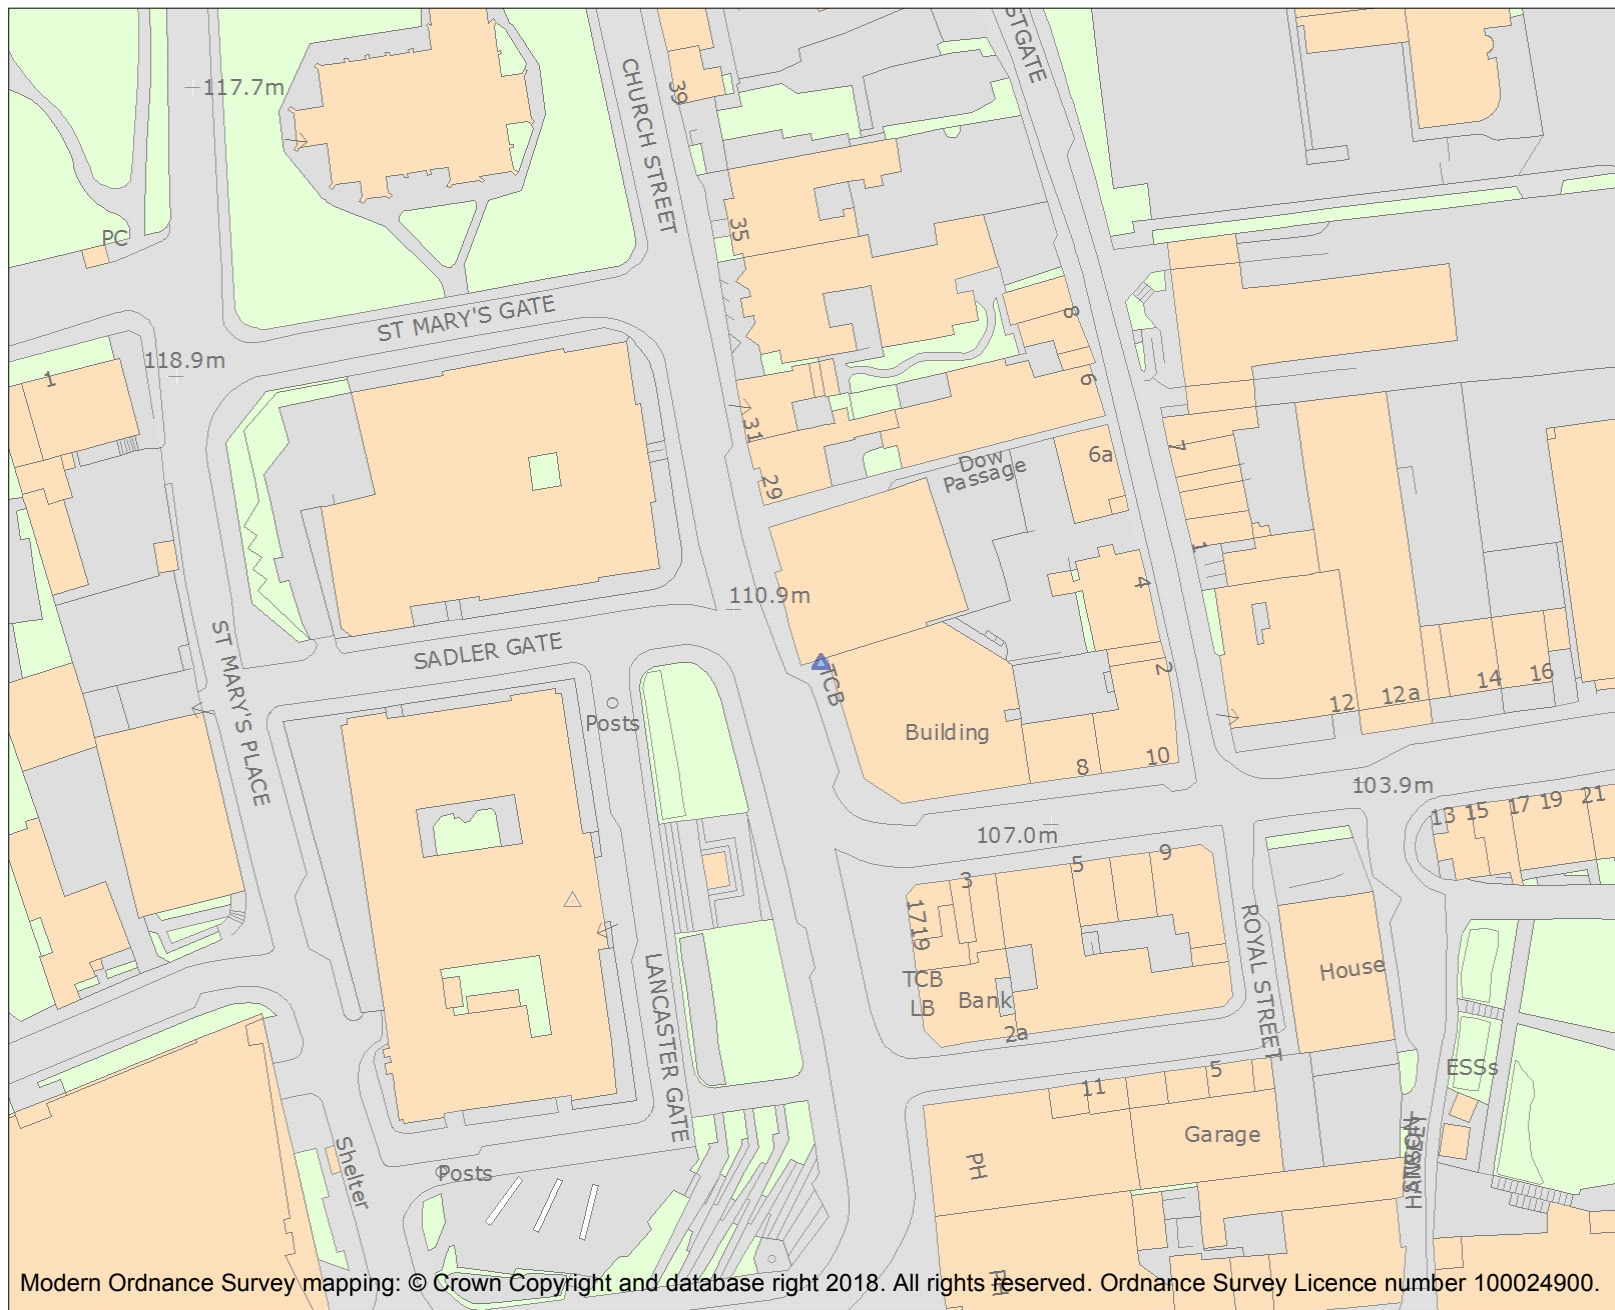 STGATE
117.7m
39
CHURCH STREET
PC
35
ST MARY'S GATE
8
118.9m
1
6
31
7
6a
Dow
Passage
29
1
4
110.9m
SADLER GATE
ST MARY'S PLACE
TCB
2
12
12a
14
16
Posts
Building
8
10
103.9m
107.0m
13
15
17
19
21
9
5
3
1719
ROYAL STREET
House
TCB
LB
Bank
2a
LANCASTER GATE
ESSs
5
11
Garage
PH
Shelter
Posts
PH
Modern Ordnance Survey mapping: © Crown Copyright and database right 2018. All rights reserved. Ordnance Survey Licence number 100024900.